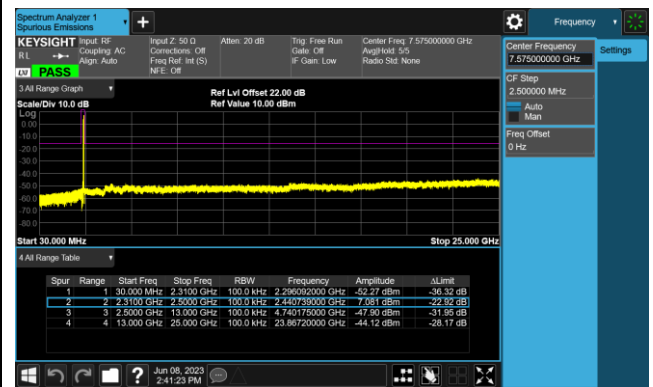 Spectrum Analyzer 1
Spurious Emissions
+
Frequency
KEYSIGHT
RL
LXI PASS
Input: RF
Coupling: AC
Align: Auto
Input Z: 50 Ω
Corrections: Off
Freq Ref: Int (S)
NFE: Off
Atten: 20 dB
Trig: Free Run
Gate: Off
IF Gain: Low
Center Freq: 7.575000000 GHz
Avg|Hold: 5/5
Radio Std: None
Center Frequency
7.575000000 GHz
Settings
CF Step
2.500000 MHz
Auto
Man
Freq Offset
0 Hz
3 All Range Graph
Scale/Div 10.0 dB
Ref Lvl Offset 22.00 dB
Ref Value 10.00 dBm
Log
0.00
-10.0
-20.0
-30.0
-40.0
-50.0
-60.0
-70.0
-80.0
Start 30.000 MHz
Stop 25.000 GHz
4 All Range Table
Spur Range Start Freq Stop Freq RBW Frequency Amplitude ΔLimit
1 1 30.000 MHz 2.3100 GHz 100.0 kHz 2.296092000 GHz -52.27 dBm -36.32 dB
2 2 2.3100 GHz 2.5000 GHz 100.0 kHz 2.440739000 GHz 7.081 dBm -22.92 dB
3 3 2.5000 GHz 13.000 GHz 100.0 kHz 4.740175000 GHz -47.90 dBm -31.95 dB
4 4 13.000 GHz 25.000 GHz 100.0 kHz 23.86720000 GHz -44.12 dBm -28.17 dB
?
Jun 08, 2023
2:41:23 PM